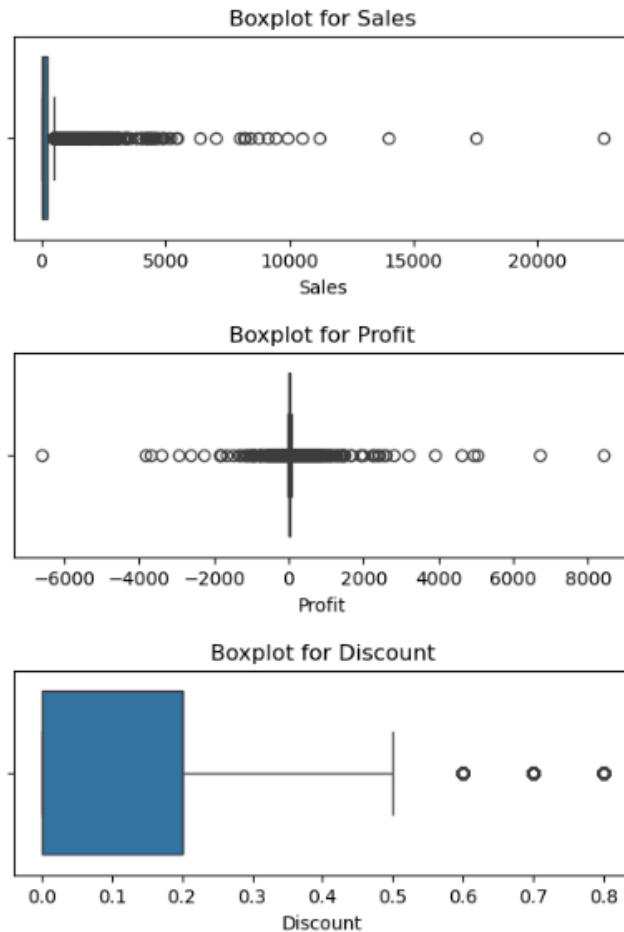 Boxplot for Sales
0 5000 10000 15000 20000
Sales
Boxplot for Profit
−6000 −4000 −2000 0 2000 4000 6000 8000
Profit
Boxplot for Discount
0.0 0.1 0.2 0.3 0.4 0.5 0.6 0.7 0.8
Discount